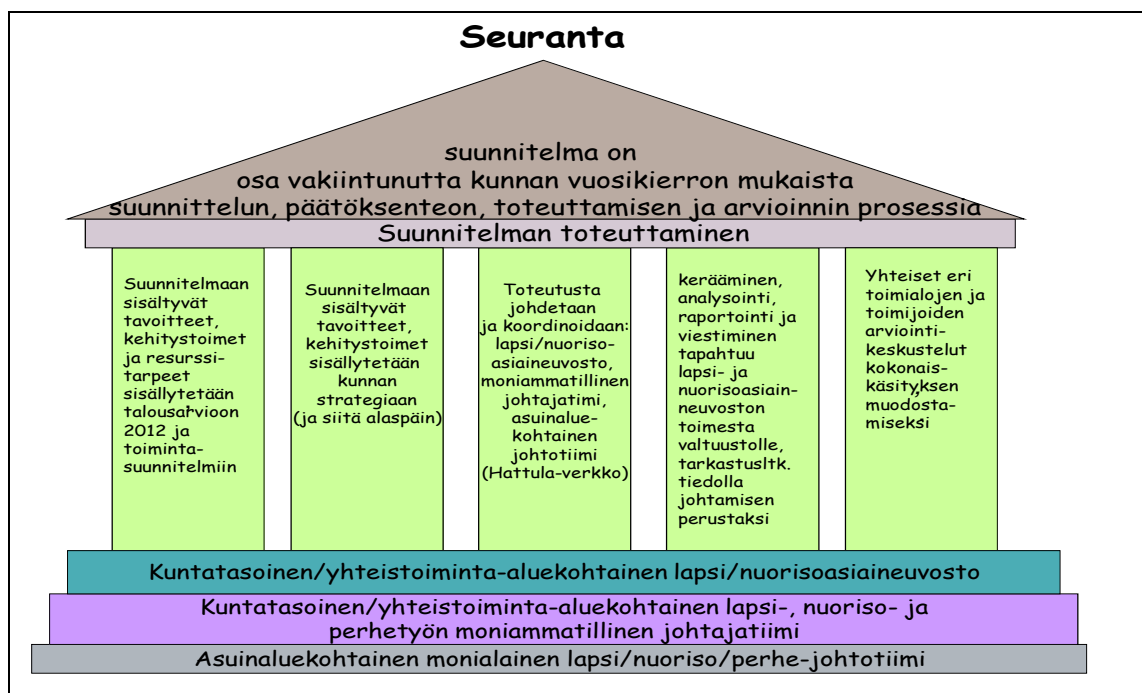 Seuranta
suunnitelma on
osa vakiintunutta kunnan vuosikierron mukaista
suunnittelun, päätöksenteon, toteuttamisen ja arvioinnin prosessia
Suunnitelman toteuttaminen
Suunnitelmaan
sisältyvät
tavoitteet,
kehitystoimet
ja resurssi-
tarpeet
sisällytetään
talousarvioon
2012 ja
toiminta-
suunnitelmiin
Suunnitelmaan
sisältyvät
tavoitteet,
kehitystoimet
sisällytetään
kunnan
strategiaan
(ja siitä alaspäin)
Toteutusta
johdetaan
ja koordinoidaan:
lapsi/nuoriso-
asiaineuvosto,
moniammatillinen
johtajatimi,
asuinalue-
kohtainen
johtotiimi
(Hattula-verkko)
kerääminen,
analysointi,
raportointi ja
viestiminen
tapahtuu
lapsi- ja
nuorisoasiain-
neuvoston
toimesta
valtuustolle,
tarkastusltk.
tiedolla
johtamisen
perustaksi
Yhteiset eri
toimialojen ja
toimijoiden
arviointi-
keskustelut
kokonais-
käsityksen,
muodosta-
miseksi
Kuntatasoinen/yhteistoiminta-aluekohtainen lapsi/nuorisoasiaineuvosto
Kuntatasoinen/yhteistoiminta-aluekohtainen lapsi-, nuoriso- ja
perhetyön moniammatillinen johtajatiimi
Asuinaluekohtainen monialainen lapsi/nuoriso/perhe-johtotiimi